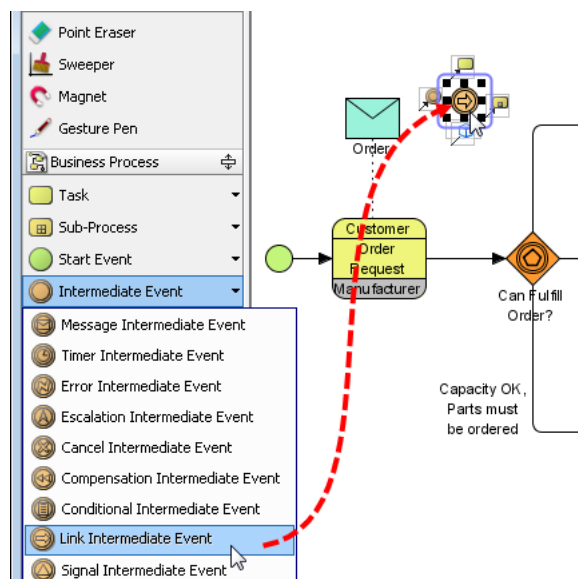 Point Eraser
Sweeper
Magnet
Gesture Pen
Business Process
Task
Sub-Process
Start Event
Intermediate Event
Message Intermediate Event
Timer Intermediate Event
Error Intermediate Event
Escalation Intermediate Event
Cancel Intermediate Event
Compensation Intermediate Event
Conditional Intermediate Event
Link Intermediate Event
Signal Intermediate Event
Order
Customer
Order
Request
Manufacturer
Can Fulfill
Order?
Capacity OK,
Parts must
be ordered